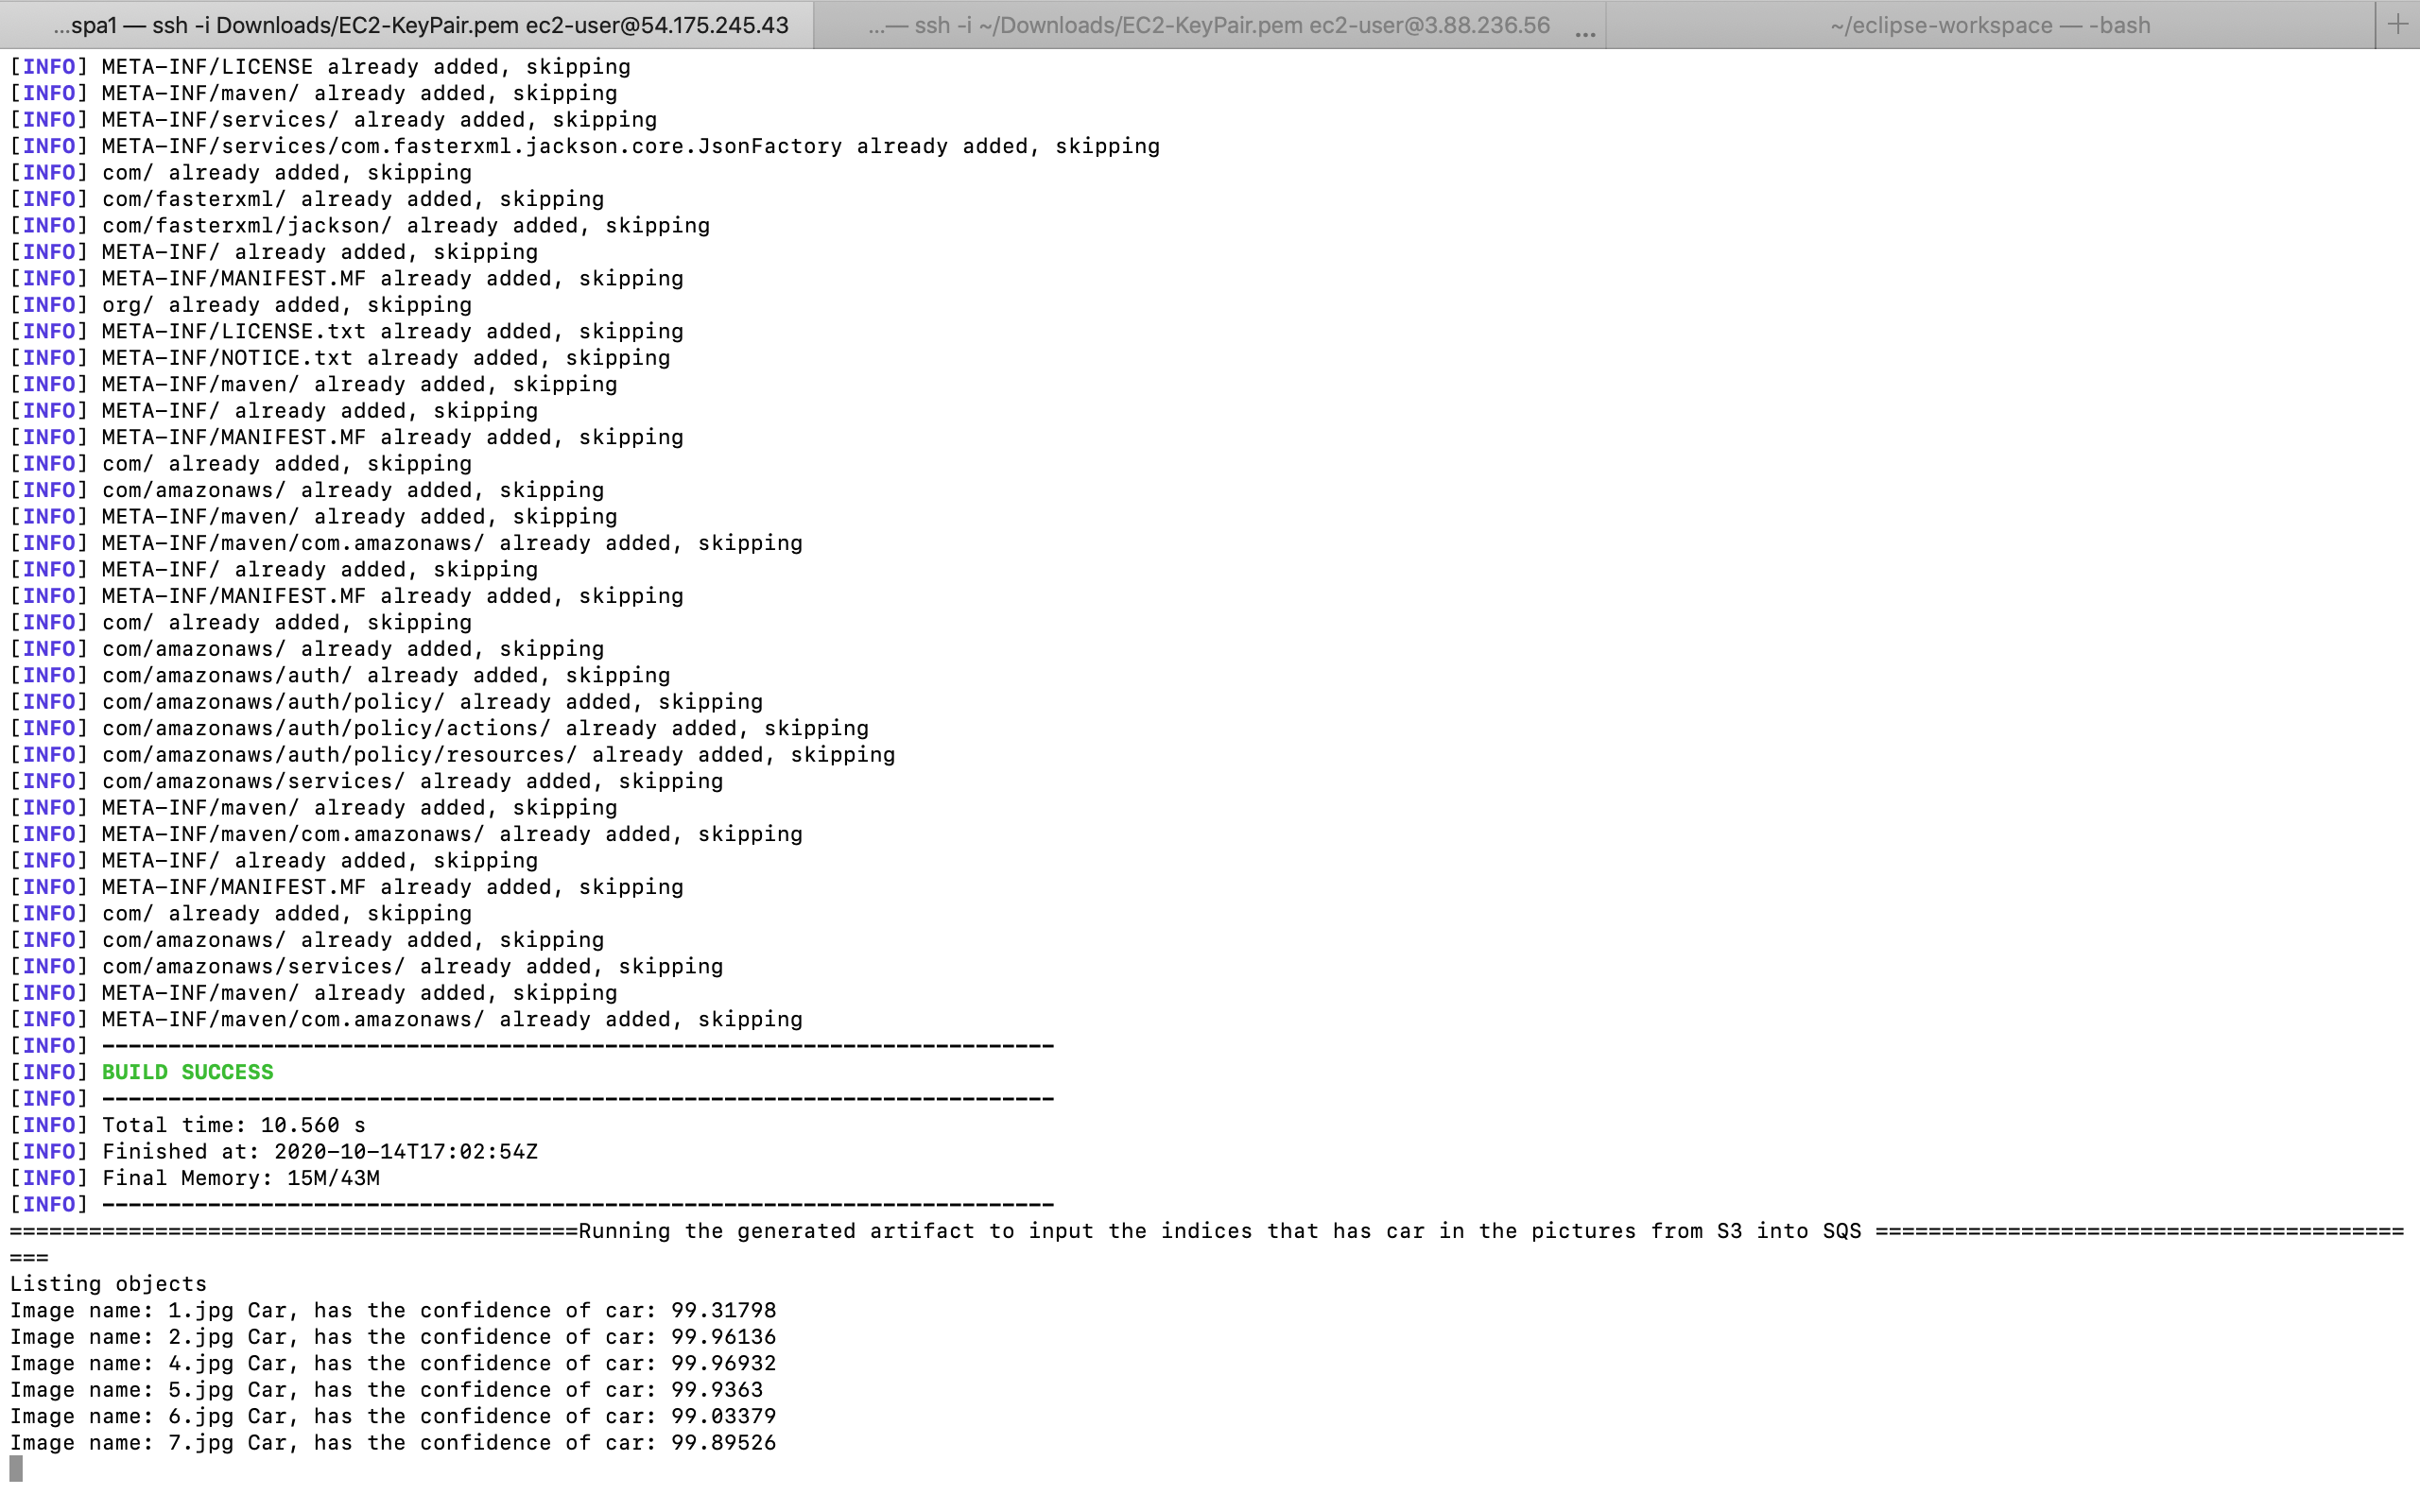 ...spa1 — ssh -i Downloads/EC2-KeyPair.pem ec2-user@54.175.245.43
...— ssh -i ~/Downloads/EC2-KeyPair.pem ec2-user@3.88.236.56 ...
~/eclipse-workspace — -bash
+
[INFO] META-INF/LICENSE already added, skipping
[INFO] META-INF/maven/ already added, skipping
[INFO] META-INF/services/ already added, skipping
[INFO] META-INF/services/com.fasterxml.jackson.core.JsonFactory already added, skipping
[INFO] com/ already added, skipping
[INFO] com/fasterxml/ already added, skipping
[INFO] com/fasterxml/jackson/ already added, skipping
[INFO] META-INF/ already added, skipping
[INFO] META-INF/MANIFEST.MF already added, skipping
[INFO] org/ already added, skipping
[INFO] META-INF/LICENSE.txt already added, skipping
[INFO] META-INF/NOTICE.txt already added, skipping
[INFO] META-INF/maven/ already added, skipping
[INFO] META-INF/ already added, skipping
[INFO] META-INF/MANIFEST.MF already added, skipping
[INFO] com/ already added, skipping
[INFO] com/amazonaws/ already added, skipping
[INFO] META-INF/maven/ already added, skipping
[INFO] META-INF/maven/com.amazonaws/ already added, skipping
[INFO] META-INF/ already added, skipping
[INFO] META-INF/MANIFEST.MF already added, skipping
[INFO] com/ already added, skipping
[INFO] com/amazonaws/ already added, skipping
[INFO] com/amazonaws/auth/ already added, skipping
[INFO] com/amazonaws/auth/policy/ already added, skipping
[INFO] com/amazonaws/auth/policy/actions/ already added, skipping
[INFO] com/amazonaws/auth/policy/resources/ already added, skipping
[INFO] com/amazonaws/services/ already added, skipping
[INFO] META-INF/maven/ already added, skipping
[INFO] META-INF/maven/com.amazonaws/ already added, skipping
[INFO] META-INF/ already added, skipping
[INFO] META-INF/MANIFEST.MF already added, skipping
[INFO] com/ already added, skipping
[INFO] com/amazonaws/ already added, skipping
[INFO] com/amazonaws/services/ already added, skipping
[INFO] META-INF/maven/ already added, skipping
[INFO] META-INF/maven/com.amazonaws/ already added, skipping
[INFO] ------------------------------------------------------------------------
[INFO] BUILD SUCCESS
[INFO] ------------------------------------------------------------------------
[INFO] Total time: 10.560 s
[INFO] Finished at: 2020-10-14T17:02:54Z
[INFO] Final Memory: 15M/43M
[INFO] ------------------------------------------------------------------------
===========================================Running the generated artifact to input the indices that has car in the pictures from S3 into SQS ========================================
===
Listing objects
Image name: 1.jpg Car, has the confidence of car: 99.31798
Image name: 2.jpg Car, has the confidence of car: 99.96136
Image name: 4.jpg Car, has the confidence of car: 99.96932
Image name: 5.jpg Car, has the confidence of car: 99.9363
Image name: 6.jpg Car, has the confidence of car: 99.03379
Image name: 7.jpg Car, has the confidence of car: 99.89526